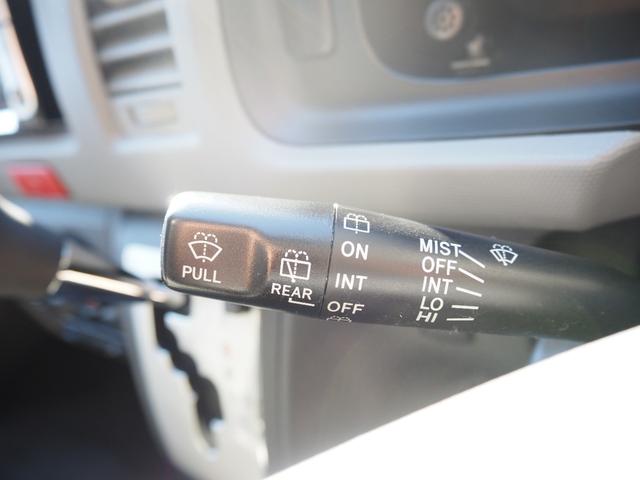 PULL
REAR
ON
INT
OFF
MIST
OFF
INT
LO
HI